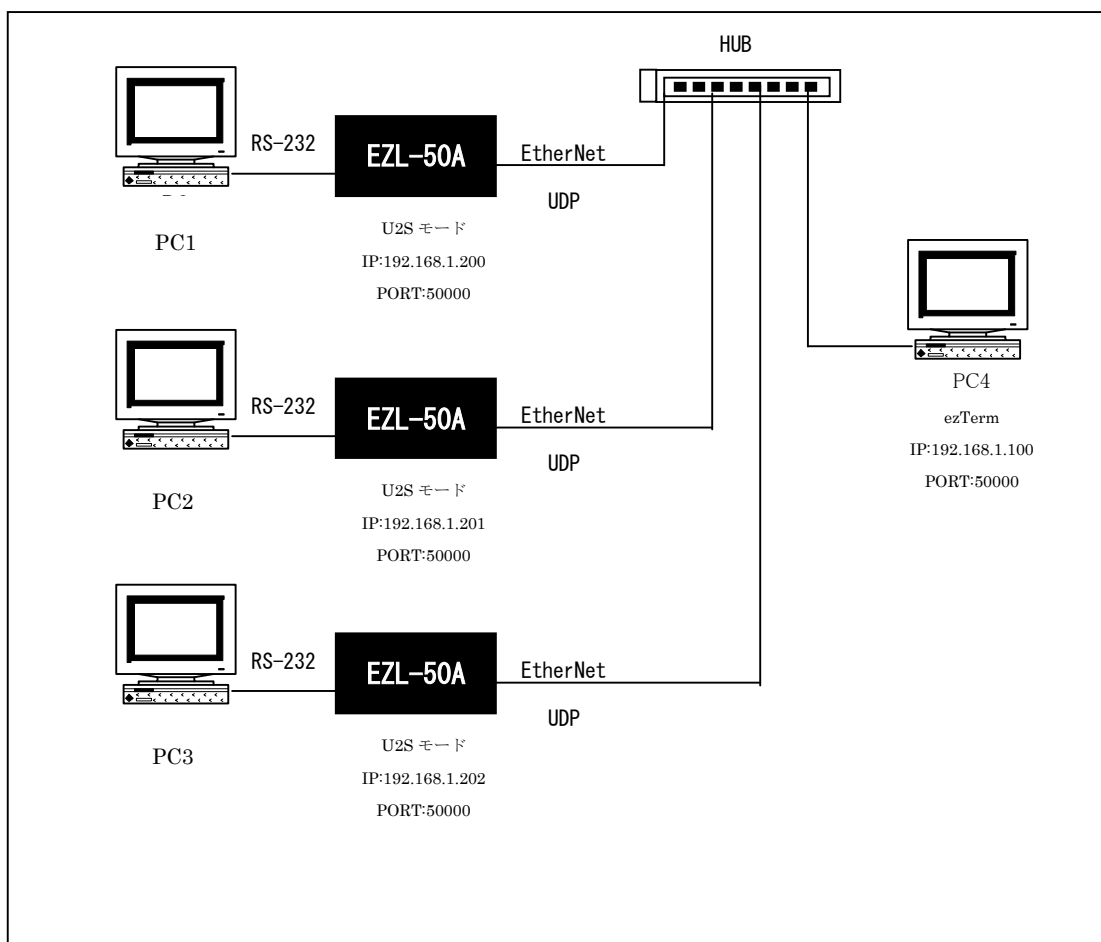 HUB
RS-232
EZL-50A
EtherNet
UDP
PC1
U2S モード
IP:192.168.1.200
PORT:50000
RS-232
EZL-50A
EtherNet
UDP
PC2
U2S モード
IP:192.168.1.201
PORT:50000
PC4
ezTerm
IP:192.168.1.100
PORT:50000
RS-232
EZL-50A
EtherNet
UDP
PC3
U2S モード
IP:192.168.1.202
PORT:50000